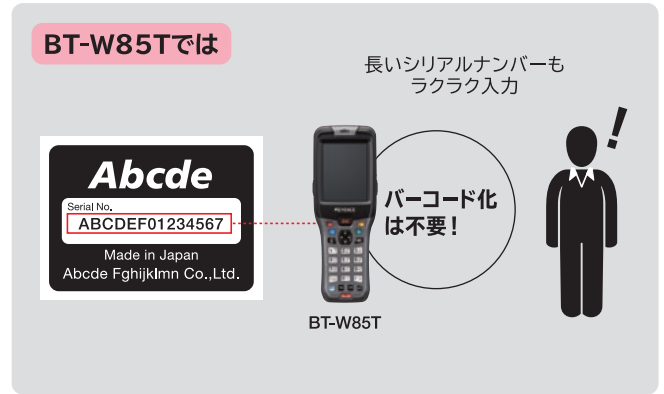 BT-W85Tでは
長いシリアルナンバーも
ラクラク入力
Abcde
Serial No.
ABCDEF01234567
Made in Japan
Abcde Fghijklmn Co.,Ltd.
KEYENCE
バーコード化
は不要!
!
BT-W85T